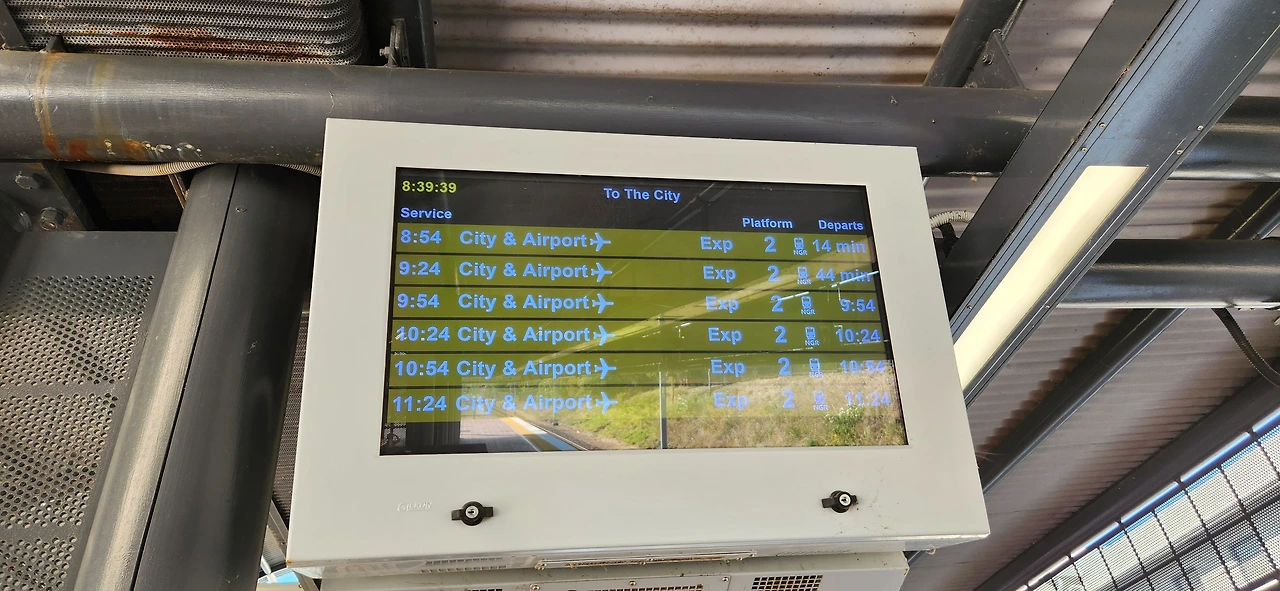 8:39:39 To The City
Service Platform Departs
8:54 City & Airport Exp 2 NGR 14 min
9:24 City & Airport Exp 2 NGR 44 min
9:54 City & Airport Exp 2 NGR 9:54
10:24 City & Airport Exp 2 NGR 10:24
10:54 City & Airport Exp 2 NGR 10:54
11:24 City & Airport Exp 2 NGR 11:24